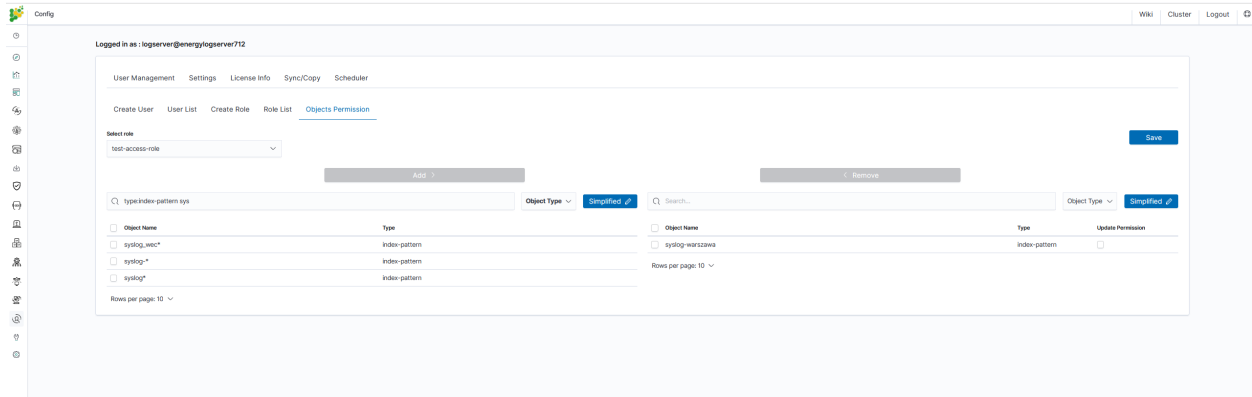 Config
Wiki Cluster Logout
Logged in as : logserver@energylogserver712
User Management Settings License Info Sync/Copy Scheduler
Create User User List Create Role Role List Objects Permission
Select role
test-access-role
Save
Add >
< Remove
type:index-pattern sys Object Type Simplified
Search... Object Type Simplified
Object Name Type
syslog_wec* index-pattern
syslog-* index-pattern
syslog* index-pattern
Rows per page: 10
Object Name Type Update Permission
syslog-warszawa index-pattern
Rows per page: 10